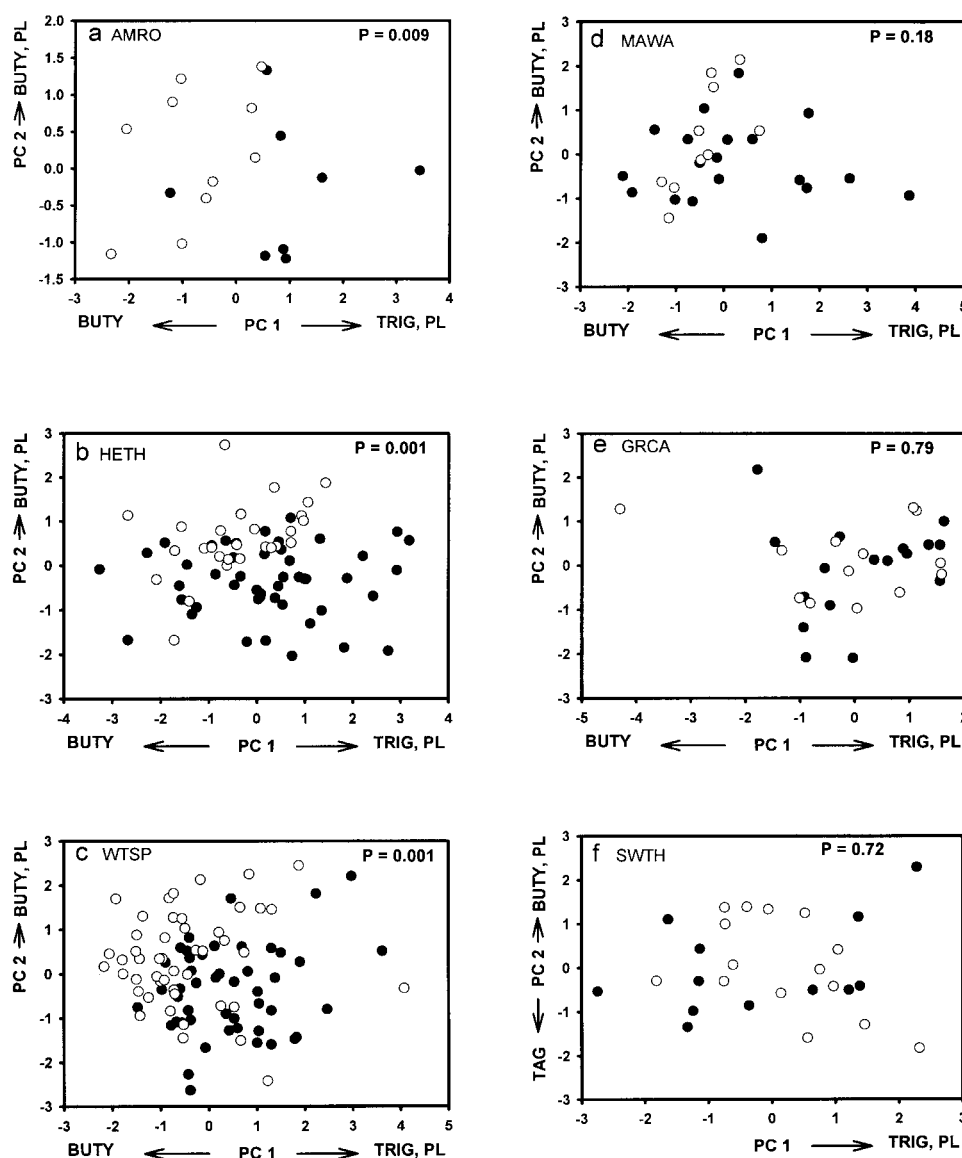 a AMRO
P = 0.009
PC 2 → BUTY, PL
2.0
1.5
1.0
0.5
0.0
-0.5
-1.0
-1.5
-3 -2 -1 0 1 2 3 4
BUTY ← PC 1 → TRIG, PL
d MAWA
P = 0.18
PC 2 → BUTY, PL
3
2
1
0
-1
-2
-3
-3 -2 -1 0 1 2 3 4 5
BUTY ← PC 1 → TRIG, PL
b HETH
P = 0.001
PC 2 → BUTY, PL
3
2
1
0
-1
-2
-3
-4 -3 -2 -1 0 1 2 3 4
BUTY ← PC 1 → TRIG, PL
e GRCA
P = 0.79
PC 2 → BUTY, PL
3
2
1
0
-1
-2
-3
-5 -4 -3 -2 -1 0 1 2
BUTY ← PC 1 → TRIG, PL
c WTSP
P = 0.001
PC 2 → BUTY, PL
3
2
1
0
-1
-2
-3
-3 -2 -1 0 1 2 3 4 5
BUTY ← PC 1 → TRIG, PL
f SWTH
P = 0.72
TAG ← PC 2 → BUTY, PL
3
2
1
0
-1
-2
-3
-3 -2 -1 0 1 2 3
PC 1 → TRIG, PL